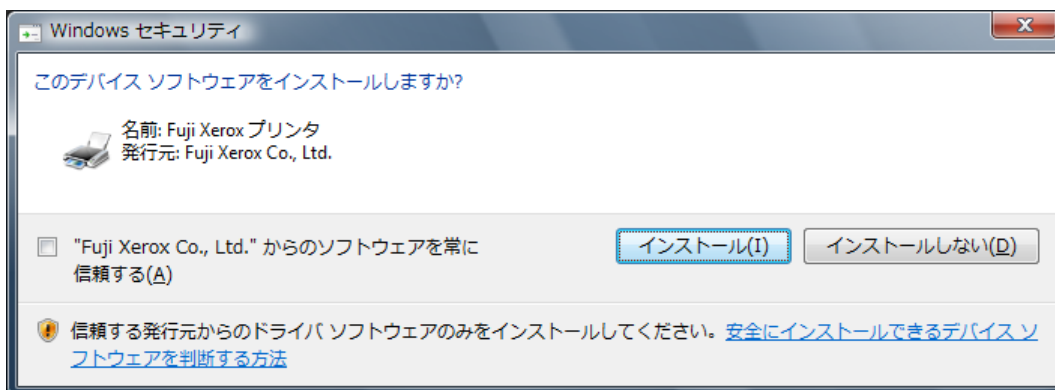 Windows セキュリティ
このデバイス ソフトウェアをインストールしますか?
名前: Fuji Xerox プリンタ
発行元: Fuji Xerox Co., Ltd.
"Fuji Xerox Co., Ltd." からのソフトウェアを常に
信頼する(A)
インストール(I)
インストールしない(D)
信頼する発行元からのドライバ ソフトウェアのみをインストールしてください。安全にインストールできるデバイス ソ
フトウェアを判断する方法